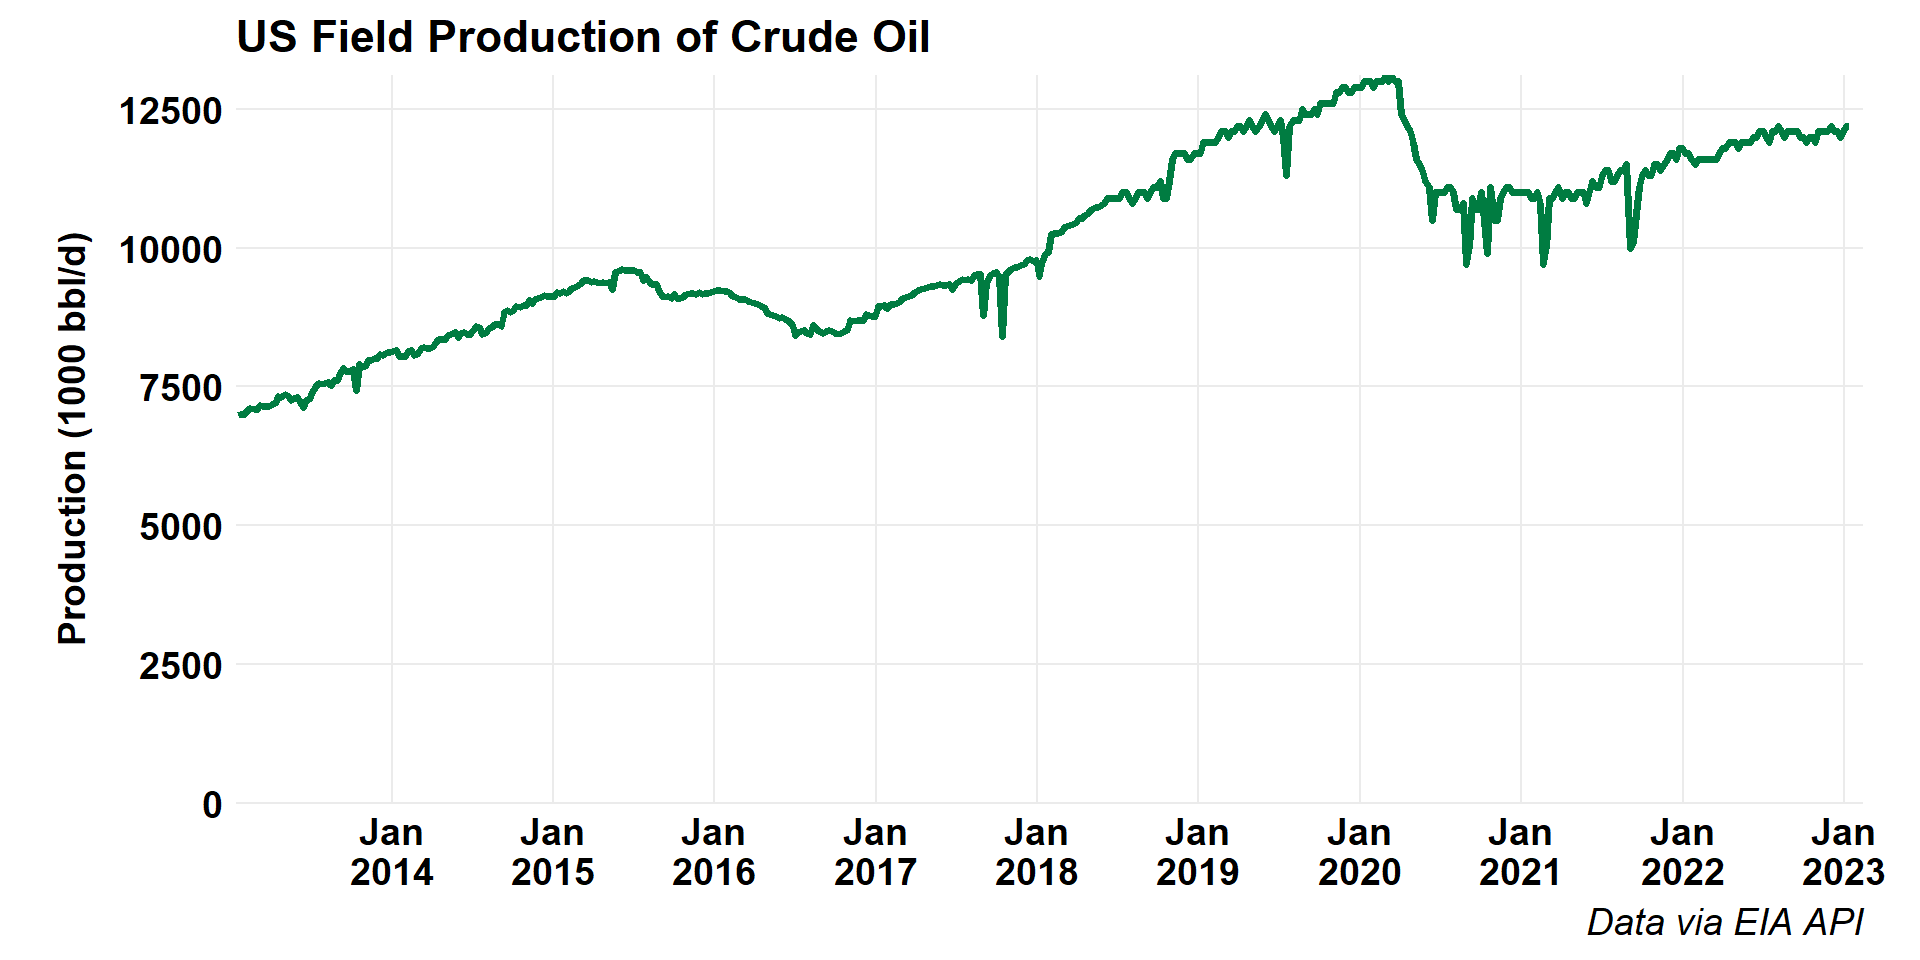 US Field Production of Crude Oil
Production (1000 bbl/d)
12500
10000
7500
5000
2500
0
Jan Jan Jan Jan Jan Jan Jan Jan Jan Jan
2014 2015 2016 2017 2018 2019 2020 2021 2022 2023
Data via EIA API